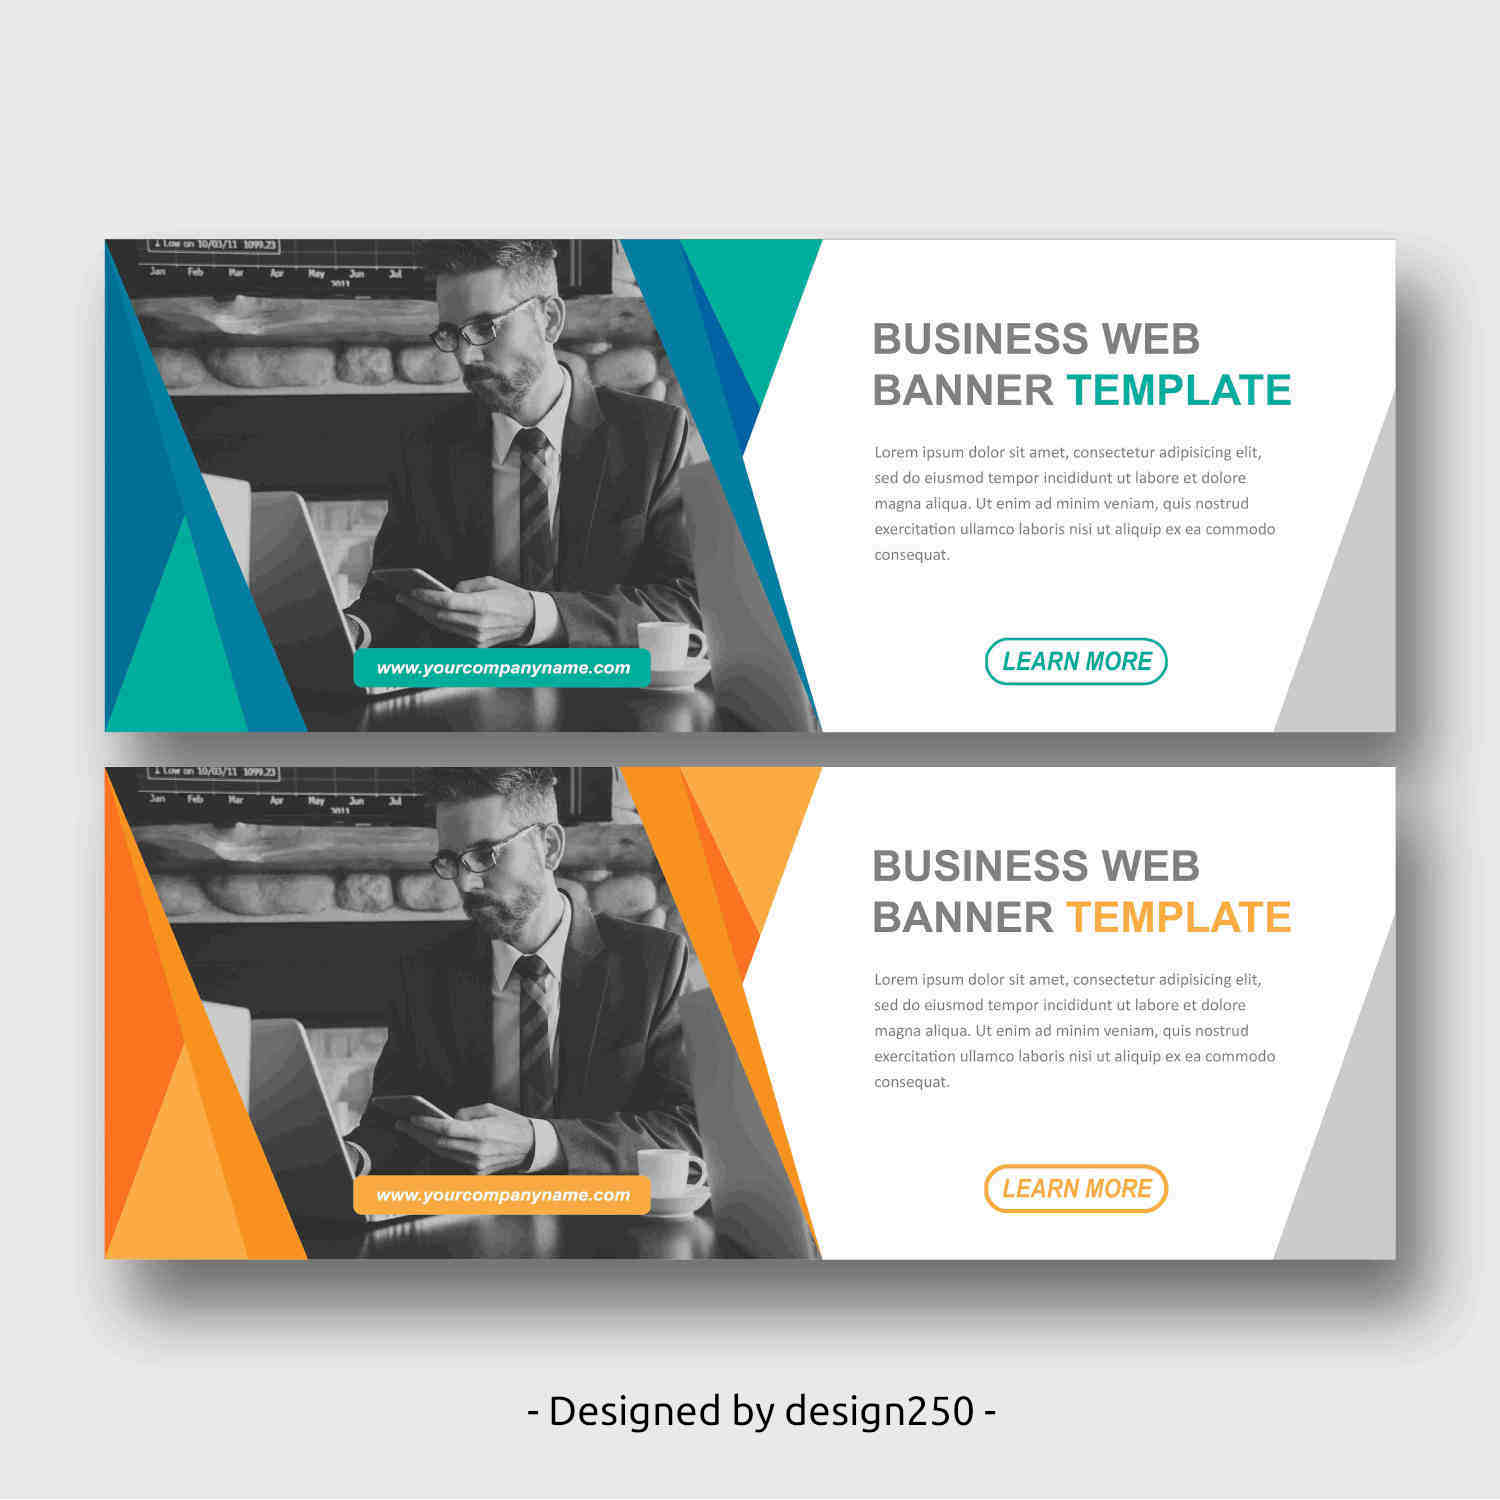 1 Low on 10/03/11 1099.23
Jan Feb Mar Apr May Jun Jul
2011
BUSINESS WEB
BANNER TEMPLATE
Lorem ipsum dolor sit amet, consectetur adipisicing elit,
sed do eiusmod tempor incididunt ut labore et dolore
magna aliqua. Ut enim ad minim veniam, quis nostrud
exercitation ullamco laboris nisi ut aliquip ex ea commodo
consequat.
LEARN MORE
www.yourcompanyname.com
1 Low on 10/03/11 1099.23
Jan Feb Mar Apr May Jun Jul
2011
BUSINESS WEB
BANNER TEMPLATE
Lorem ipsum dolor sit amet, consectetur adipisicing elit,
sed do eiusmod tempor incididunt ut labore et dolore
magna aliqua. Ut enim ad minim veniam, quis nostrud
exercitation ullamco laboris nisi ut aliquip ex ea commodo
consequat.
LEARN MORE
www.yourcompanyname.com
- Designed by design250 -